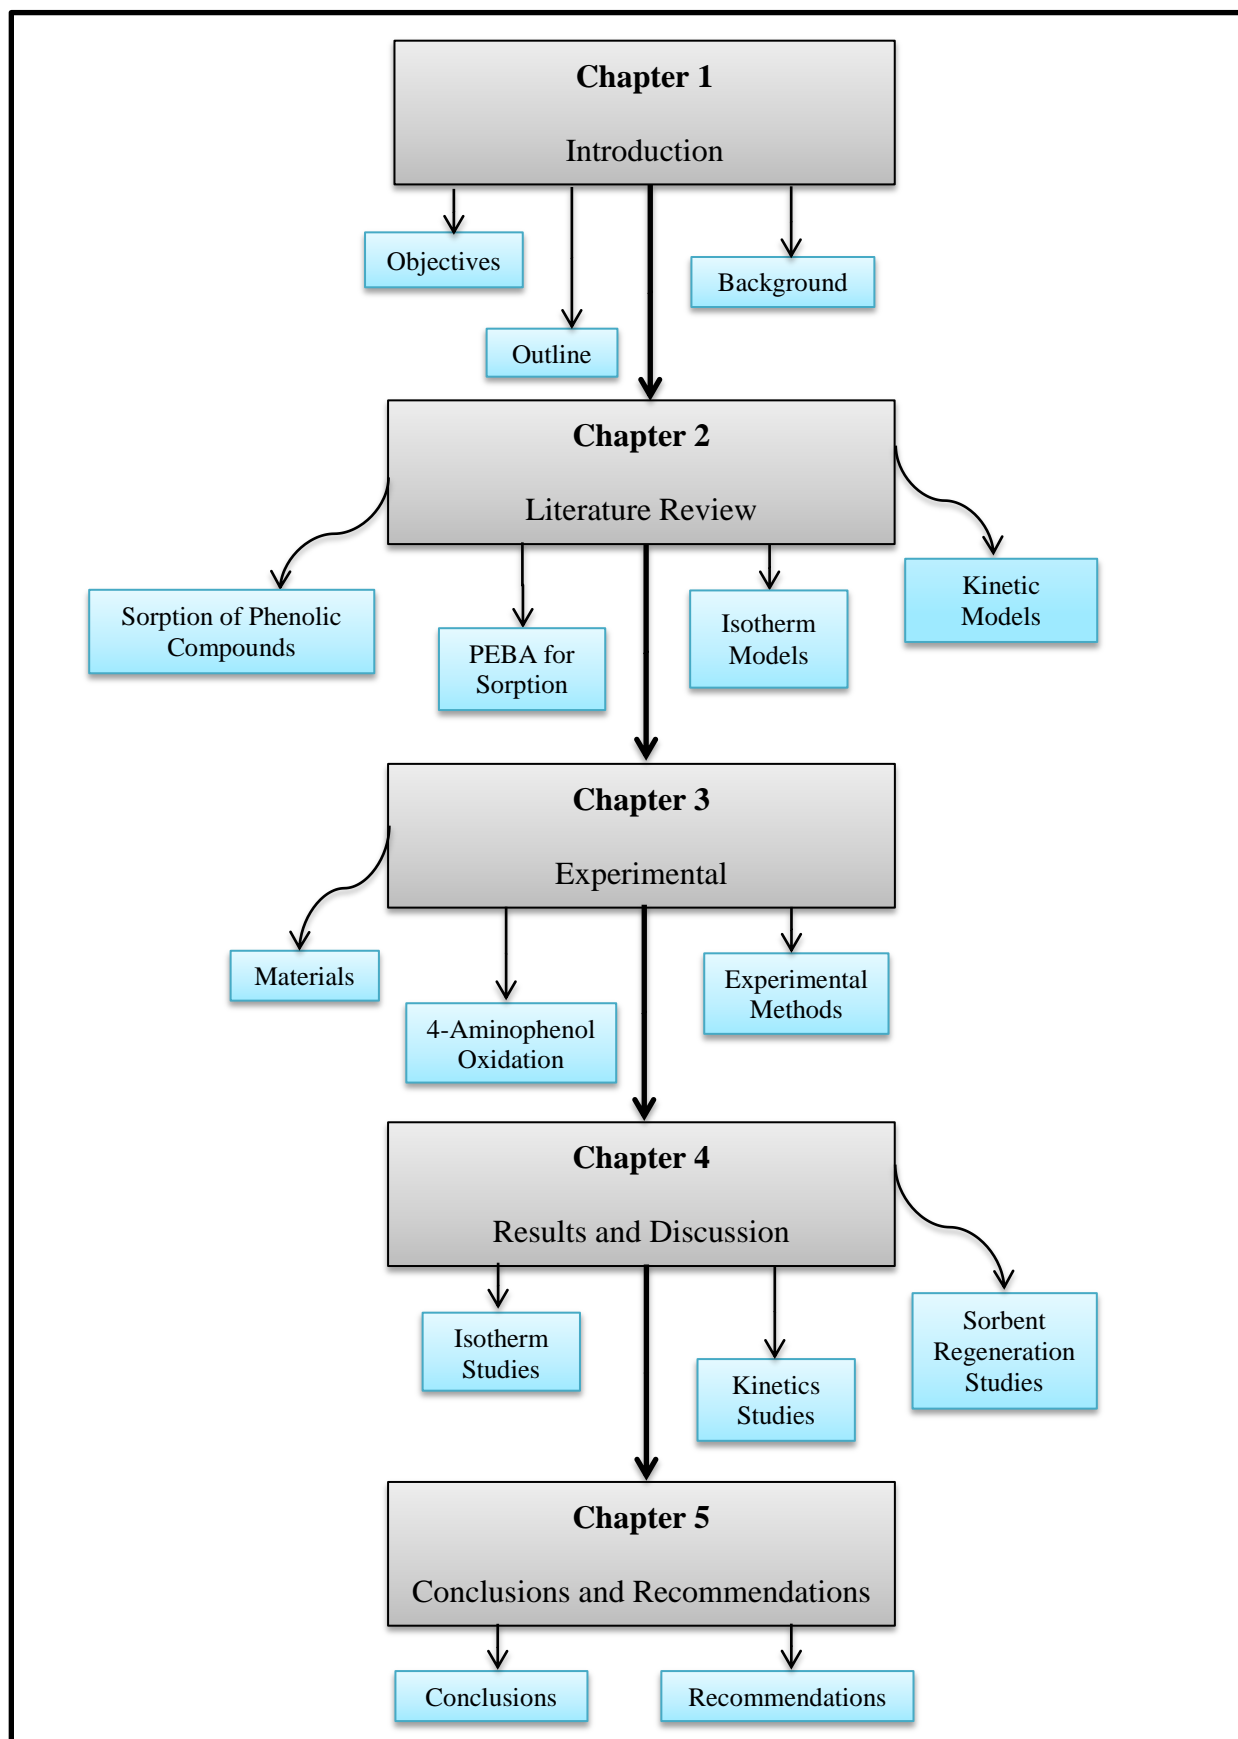 Chapter 1
Introduction
Objectives
Background
Outline
Chapter 2
Literature Review
Sorption of Phenolic
Compounds
PEBA for
Sorption
Isotherm
Models
Kinetic
Models
Chapter 3
Experimental
Materials
4-Aminophenol
Oxidation
Experimental
Methods
Chapter 4
Results and Discussion
Isotherm
Studies
Kinetics
Studies
Sorbent
Regeneration
Studies
Chapter 5
Conclusions and Recommendations
Conclusions
Recommendations